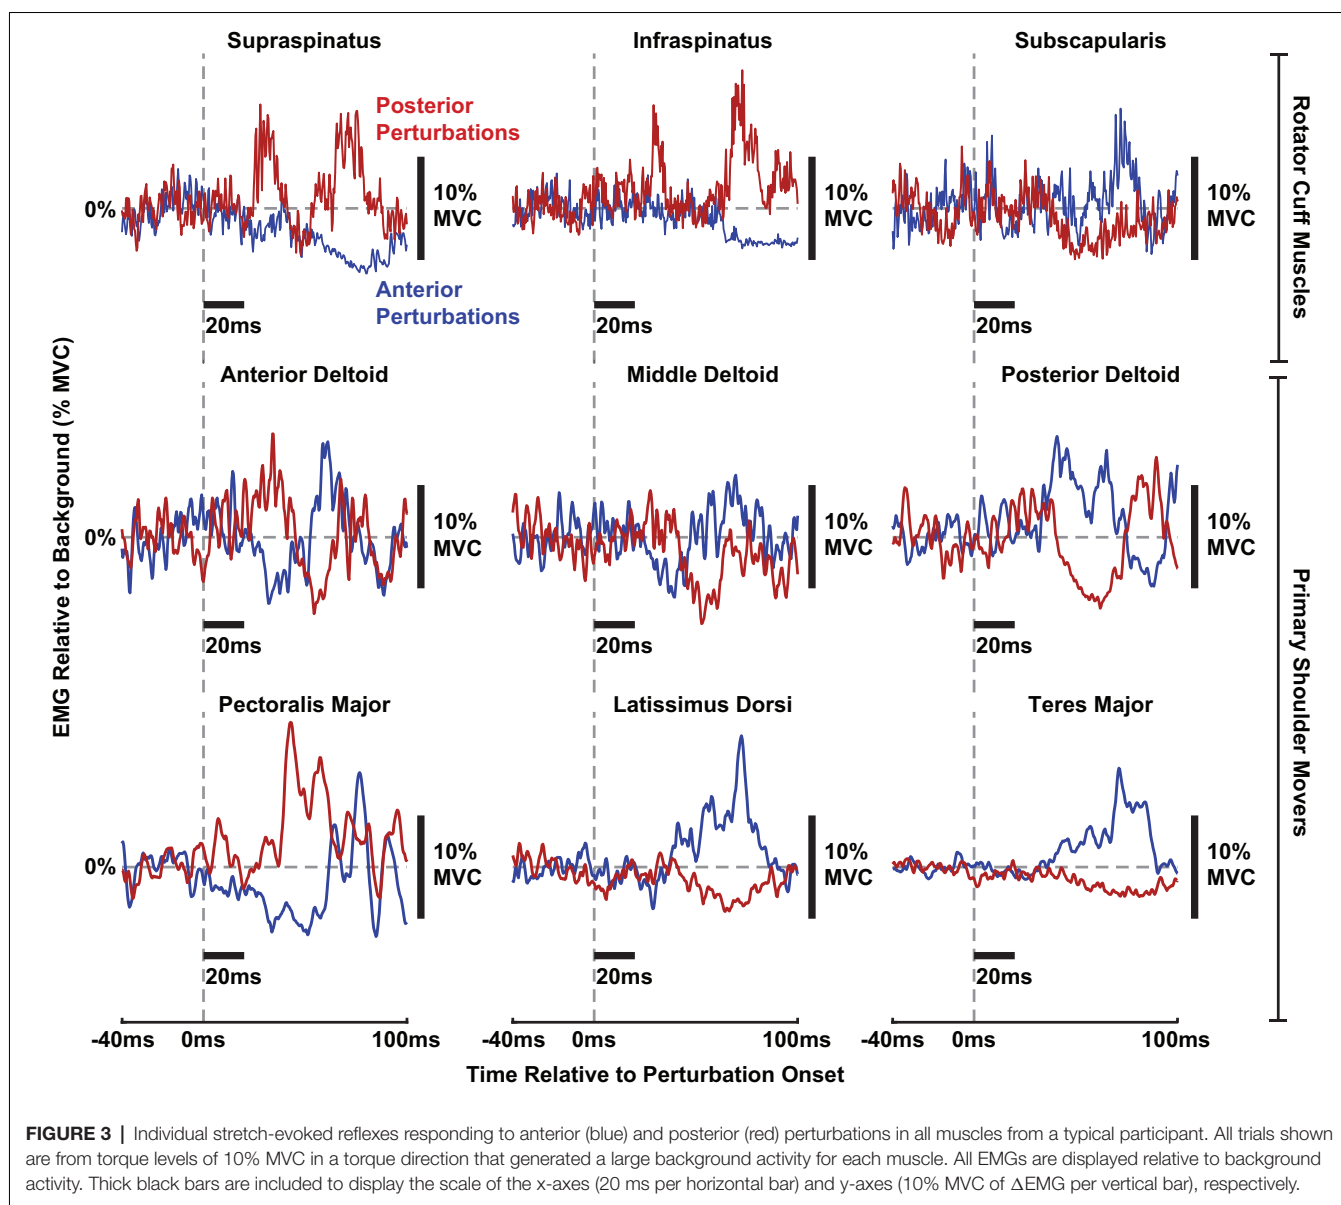 Supraspinatus
Infraspinatus
Subscapularis
Posterior
Perturbations
0%
10%
MVC
10%
MVC
10%
MVC
Anterior
Perturbations
20ms
20ms
20ms
Rotator Cuff Muscles
Anterior Deltoid
Middle Deltoid
Posterior Deltoid
EMG Relative to Background (% MVC)
0%
10%
MVC
10%
MVC
10%
MVC
20ms
20ms
20ms
Primary Shoulder Movers
Pectoralis Major
Latissimus Dorsi
Teres Major
0%
10%
MVC
10%
MVC
10%
MVC
20ms
20ms
20ms
-40ms 0ms 100ms
-40ms 0ms 100ms
-40ms 0ms 100ms
Time Relative to Perturbation Onset
FIGURE 3 | Individual stretch-evoked reflexes responding to anterior (blue) and posterior (red) perturbations in all muscles from a typical participant. All trials shown
are from torque levels of 10% MVC in a torque direction that generated a large background activity for each muscle. All EMGs are displayed relative to background
activity. Thick black bars are included to display the scale of the x-axes (20 ms per horizontal bar) and y-axes (10% MVC of ΔEMG per vertical bar), respectively.